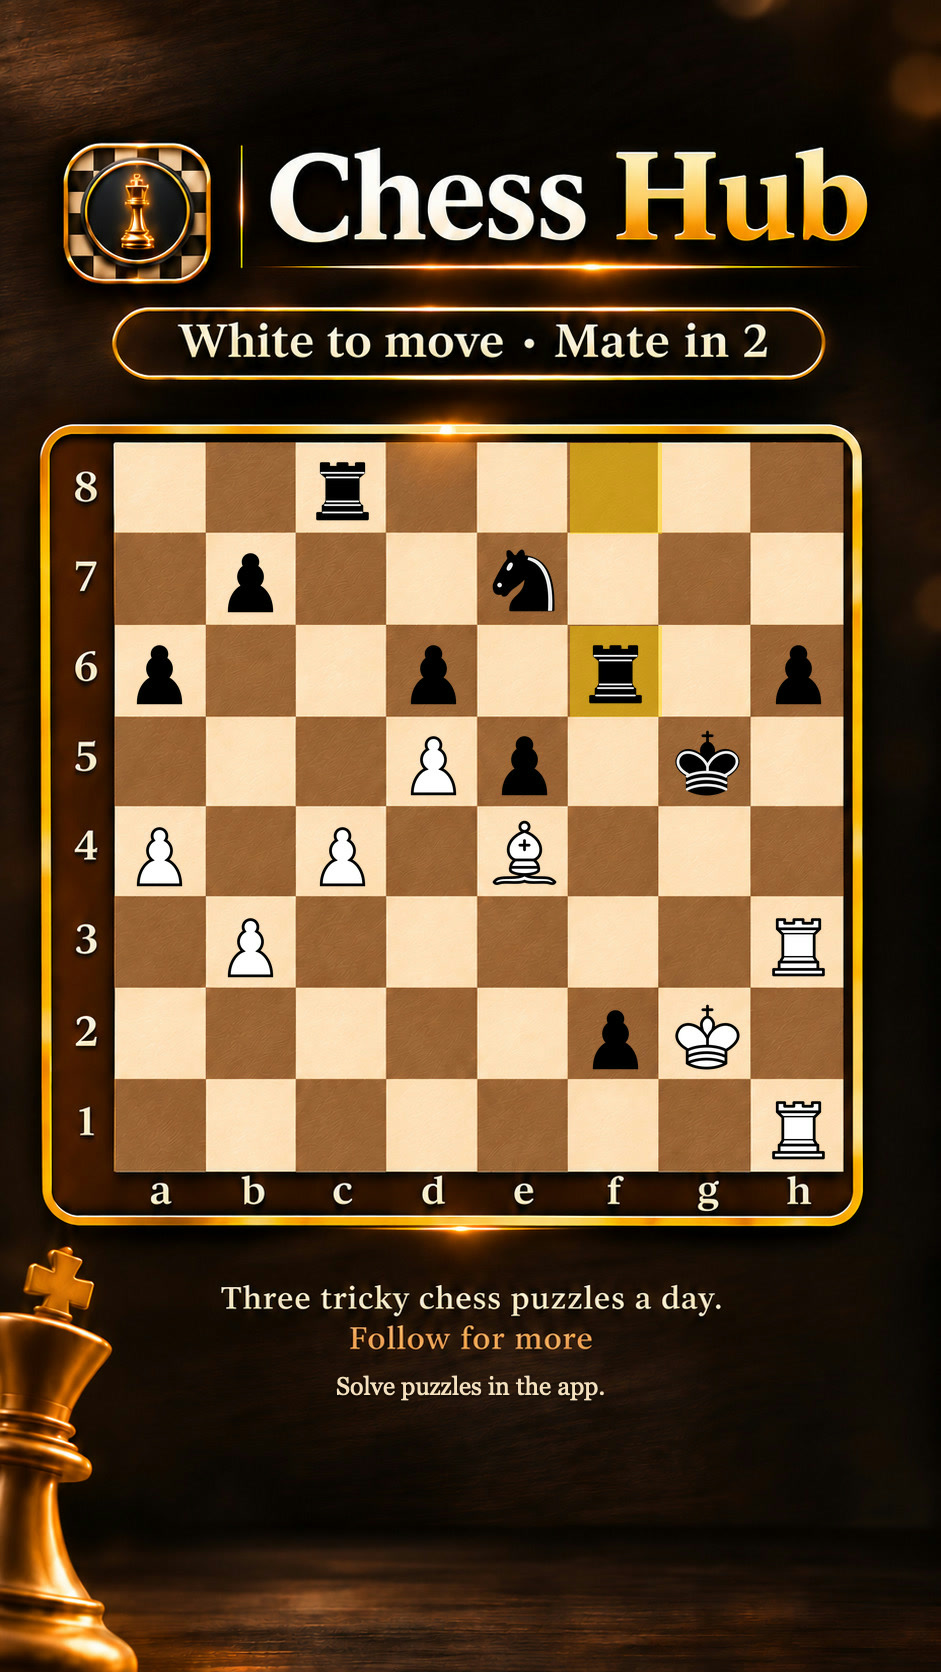 Chess Hub
White to move • Mate in 2
8
7
6
5
4
3
2
1
a b c d e f g h
Three tricky chess puzzles a day.
Follow for more
Solve puzzles in the app.